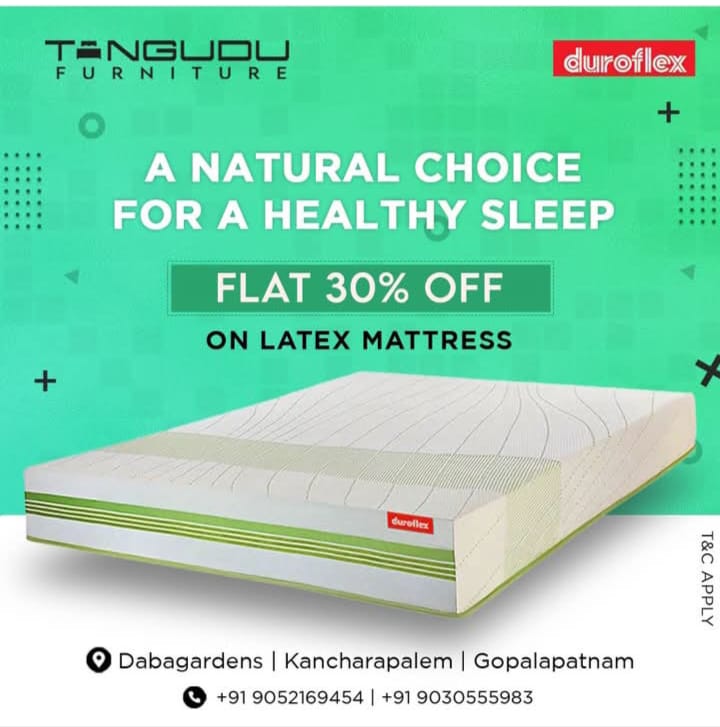 TANGUDU
FURNITURE
duroflex
A NATURAL CHOICE
FOR A HEALTHY SLEEP
FLAT 30% OFF
ON LATEX MATTRESS
duroflex
T&C APPLY
Dabagardens | Kancharapalem | Gopalapatnam
+91 9052169454 | +91 9030555983